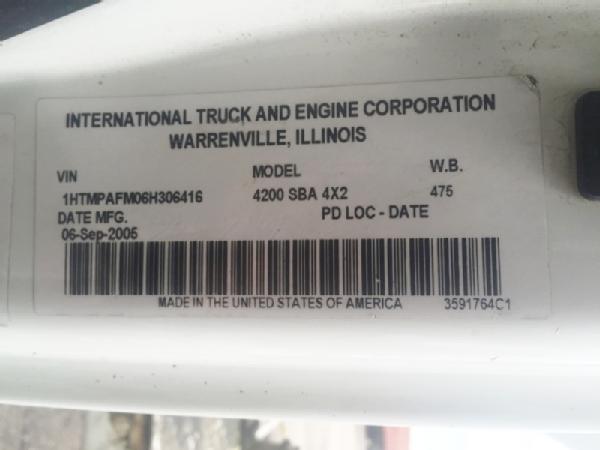 INTERNATIONAL TRUCK AND ENGINE CORPORATION
WARRENVILLE, ILLINOIS
VIN MODEL W.B.
1HTMPAFM06H306416 4200 SBA 4X2 475
DATE MFG. PD LOC - DATE
06-Sep-2005
MADE IN THE UNITED STATES OF AMERICA 3591764C1